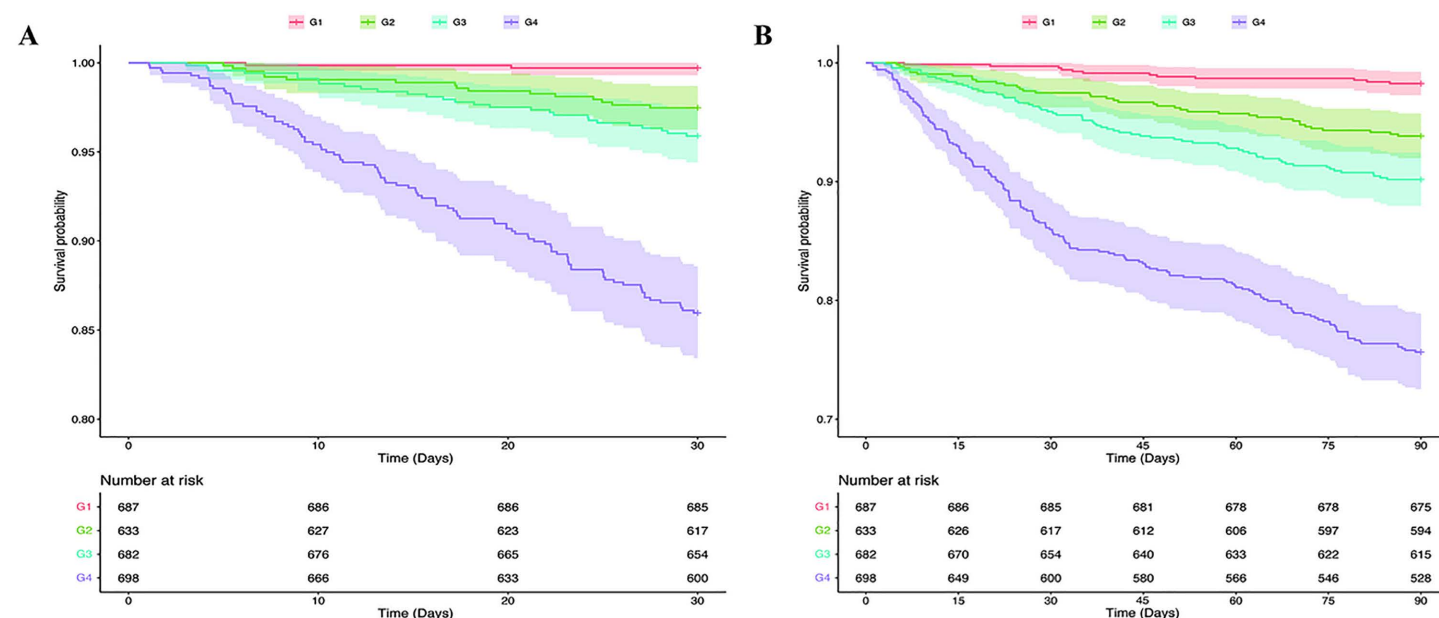 A
G1 G2 G3 G4
Survival probability
1.00
0.95
0.90
0.85
0.80
0 10 20 30
Time (Days)
Number at risk
G1 687 686 686 685
G2 633 627 623 617
G3 682 676 665 654
G4 698 666 633 600
0 10 20 30
Time (Days)
B
G1 G2 G3 G4
Survival probability
1.0
0.9
0.8
0.7
0 15 30 45 60 75 90
Time (Days)
Number at risk
G1 687 686 685 681 678 678 675
G2 633 626 617 612 606 597 594
G3 682 670 654 640 633 622 615
G4 698 649 600 580 566 546 528
0 15 30 45 60 75 90
Time (Days)